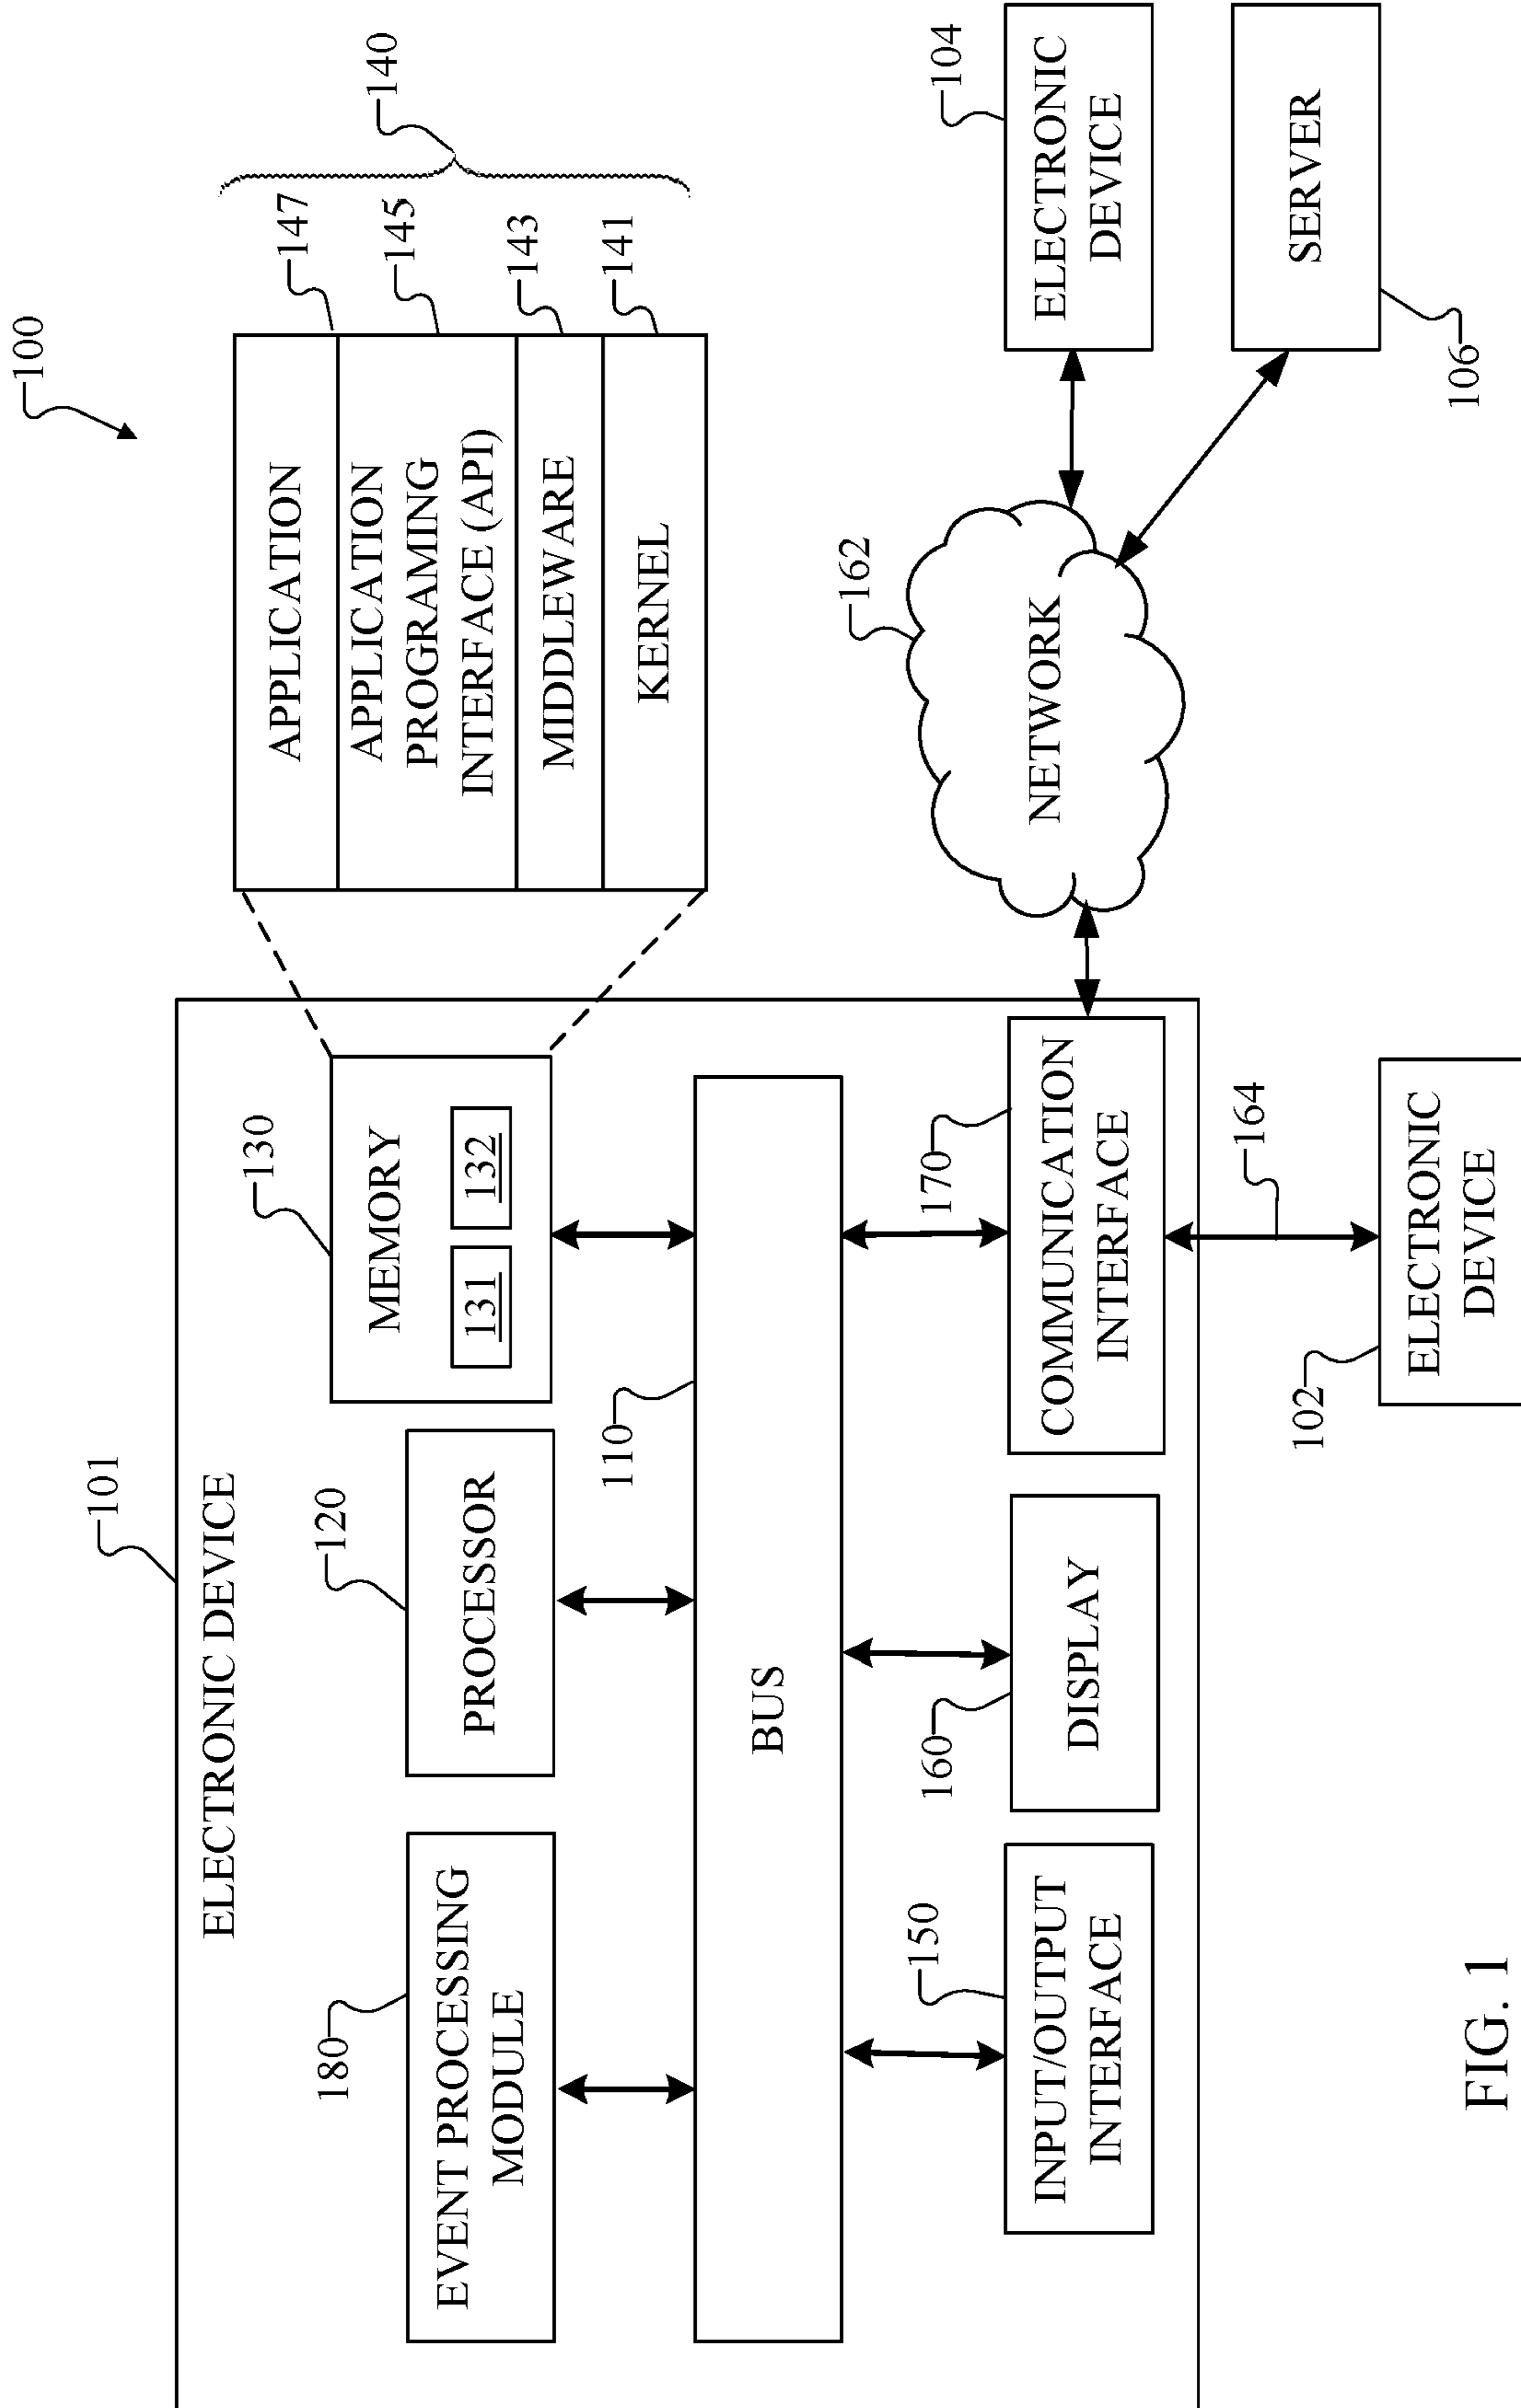 100
101
ELECTRONIC DEVICE
180
EVENT PROCESSING
MODULE
120
PROCESSOR
130
MEMORY
131
132
110
BUS
150
INPUT/OUTPUT
INTERFACE
160
DISPLAY
170
COMMUNICATION
INTERFACE
147
APPLICATION
145
APPLICATION
PROGRAMING
INTERFACE (API)
143
MIDDLEWARE
141
KERNEL
140
162
NETWORK
104
ELECTRONIC
DEVICE
SERVER
106
164
102
ELECTRONIC
DEVICE
FIG. 1